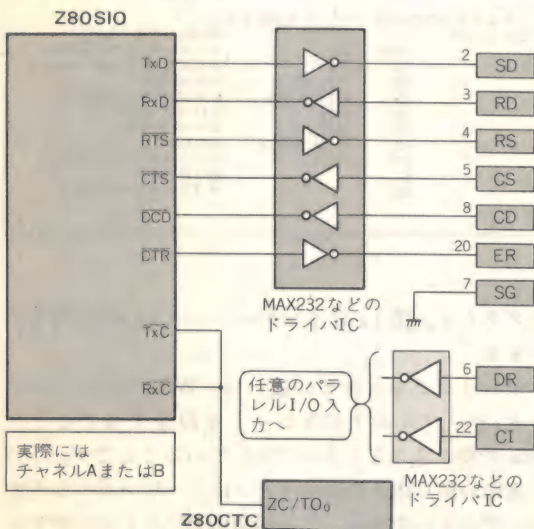 Z80SIO
TxD
RxD
RTS
CTS
DCD
DTR
TxC
RxC
2 SD
3 RD
4 RS
5 CS
8 CD
20 ER
7 SG
MAX232などの
ドライバIC
任意のパラ
レルI/O入
力へ
6 DR
22 CI
MAX232などの
ドライバIC
実際には
チャネルAまたはB
Z80CTC
ZC/TO₀